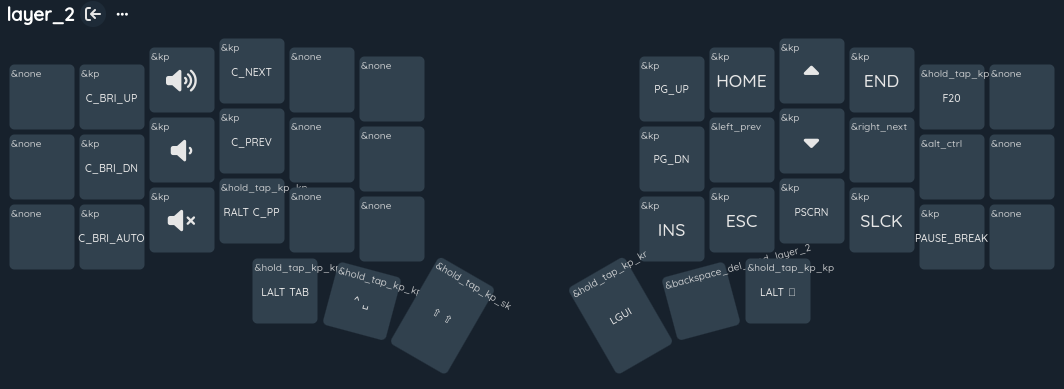 layer_2
&none
&kp
C_BRI_UP
&kp
&kp
C_NEXT
&none
&none
&kp
PG_UP
&kp
HOME
&kp
&kp
END
&hold_tap_kp
F20
&none
&none
&kp
C_BRI_DN
&kp
&kp
C_PREV
&none
&none
&kp
PG_DN
&left_prev
&kp
&right_next
&alt_ctrl
&none
&none
&kp
C_BRI_AUTO
&kp
&hold_tap_kp_kp
RALT C_PP
&none
&none
&kp
INS
&kp
ESC
&kp
PSCRN
&kp
SLCK
&kp
PAUSE_BREAK
&none
&hold_tap_kp_kp
LALT TAB
&hold_tap_kp_kp
&hold_tap_kp_sk
⇧ ⇧
&hold_tap_kp_kr
LGUI
&backspace_del
layer_2
&hold_tap_kp_kp
LALT